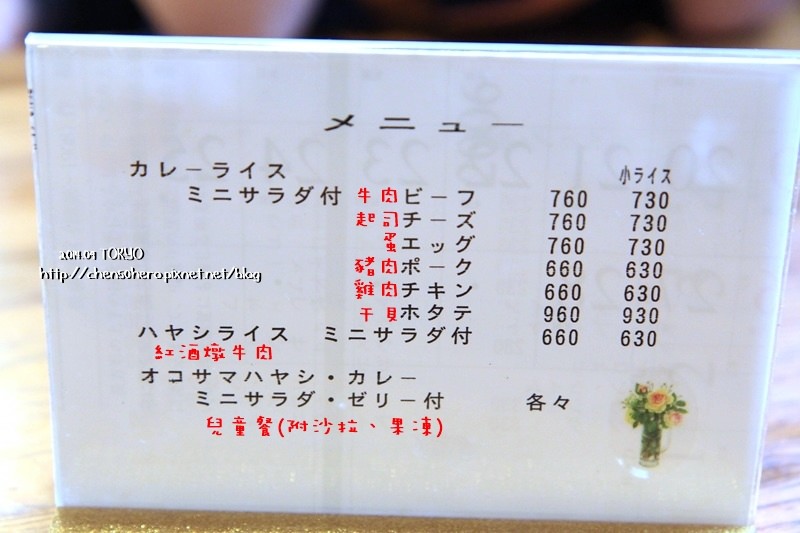 メニュー
カレーライス 小ライス
ミニサラダ付 牛肉ビーフ 760 730
起司チーズ 760 730
蛋エッグ 760 730
豬肉ポーク 660 630
雞肉チキン 660 630
干貝ホタテ 960 930
ハヤシライス ミニサラダ付 660 630
紅酒燉牛肉
オコサマハヤシ・カレー
ミニサラダ・ゼリー付 各々
兒童餐(附沙拉、果凍)
2014.09 TOKYO
http://chensohero.pixnet.net/blog